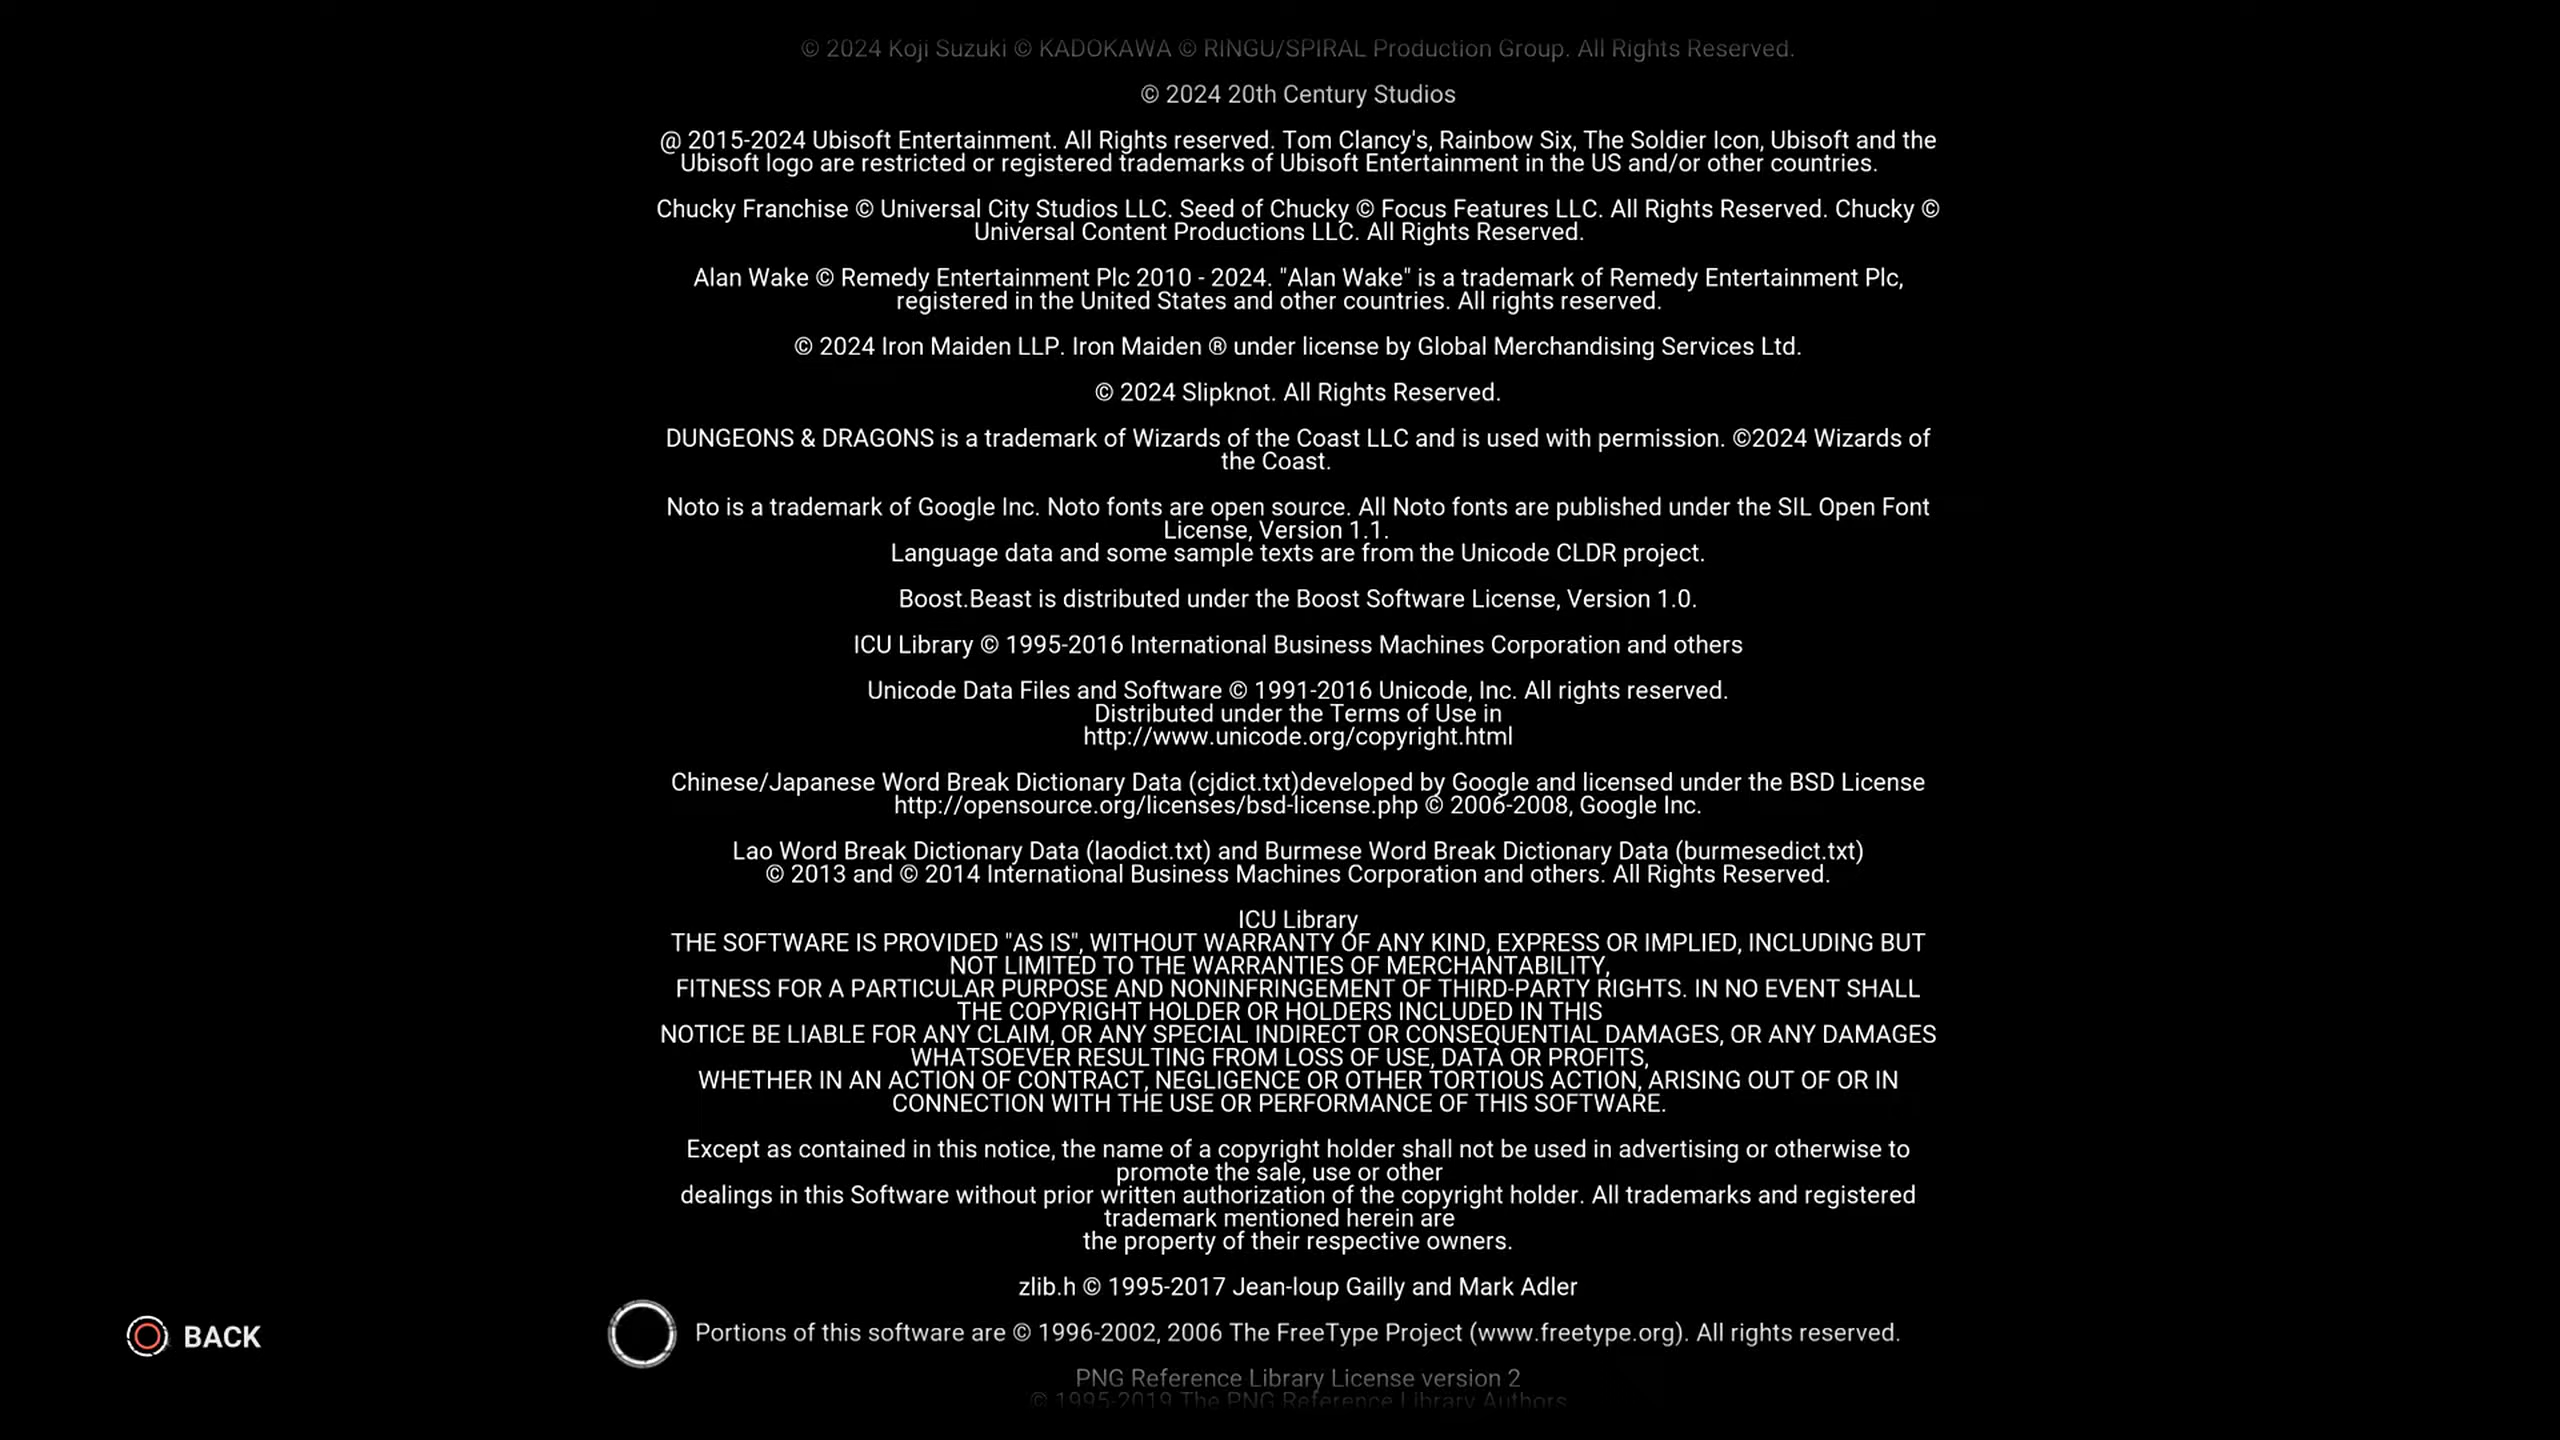 © 2024 Koji Suzuki © KADOKAWA © RINGU/SPIRAL Production Group. All Rights Reserved.
© 2024 20th Century Studios
@ 2015-2024 Ubisoft Entertainment. All Rights reserved. Tom Clancy's, Rainbow Six, The Soldier Icon, Ubisoft and the
Ubisoft logo are restricted or registered trademarks of Ubisoft Entertainment in the US and/or other countries.
Chucky Franchise © Universal City Studios LLC. Seed of Chucky © Focus Features LLC. All Rights Reserved. Chucky ©
Universal Content Productions LLC. All Rights Reserved.
Alan Wake © Remedy Entertainment Plc 2010 - 2024. "Alan Wake" is a trademark of Remedy Entertainment Plc,
registered in the United States and other countries. All rights reserved.
© 2024 Iron Maiden LLP. Iron Maiden ® under license by Global Merchandising Services Ltd.
© 2024 Slipknot. All Rights Reserved.
DUNGEONS & DRAGONS is a trademark of Wizards of the Coast LLC and is used with permission. ©2024 Wizards of
the Coast.
Noto is a trademark of Google Inc. Noto fonts are open source. All Noto fonts are published under the SIL Open Font
License, Version 1.1.
Language data and some sample texts are from the Unicode CLDR project.
Boost.Beast is distributed under the Boost Software License, Version 1.0.
ICU Library © 1995-2016 International Business Machines Corporation and others
Unicode Data Files and Software © 1991-2016 Unicode, Inc. All rights reserved.
Distributed under the Terms of Use in
http://www.unicode.org/copyright.html
Chinese/Japanese Word Break Dictionary Data (cjdict.txt)developed by Google and licensed under the BSD License
http://opensource.org/licenses/bsd-license.php © 2006-2008, Google Inc.
Lao Word Break Dictionary Data (laodict.txt) and Burmese Word Break Dictionary Data (burmesedict.txt)
© 2013 and © 2014 International Business Machines Corporation and others. All Rights Reserved.
ICU Library
THE SOFTWARE IS PROVIDED "AS IS", WITHOUT WARRANTY OF ANY KIND, EXPRESS OR IMPLIED, INCLUDING BUT
NOT LIMITED TO THE WARRANTIES OF MERCHANTABILITY,
FITNESS FOR A PARTICULAR PURPOSE AND NONINFRINGEMENT OF THIRD-PARTY RIGHTS. IN NO EVENT SHALL
THE COPYRIGHT HOLDER OR HOLDERS INCLUDED IN THIS
NOTICE BE LIABLE FOR ANY CLAIM, OR ANY SPECIAL INDIRECT OR CONSEQUENTIAL DAMAGES, OR ANY DAMAGES
WHATSOEVER RESULTING FROM LOSS OF USE, DATA OR PROFITS,
WHETHER IN AN ACTION OF CONTRACT, NEGLIGENCE OR OTHER TORTIOUS ACTION, ARISING OUT OF OR IN
CONNECTION WITH THE USE OR PERFORMANCE OF THIS SOFTWARE.
Except as contained in this notice, the name of a copyright holder shall not be used in advertising or otherwise to
promote the sale, use or other
dealings in this Software without prior written authorization of the copyright holder. All trademarks and registered
trademark mentioned herein are
the property of their respective owners.
zlib.h © 1995-2017 Jean-loup Gailly and Mark Adler
Portions of this software are © 1996-2002, 2006 The FreeType Project (www.freetype.org). All rights reserved.
PNG Reference Library License version 2
© 1995-2019 The PNG Reference Library Authors
BACK